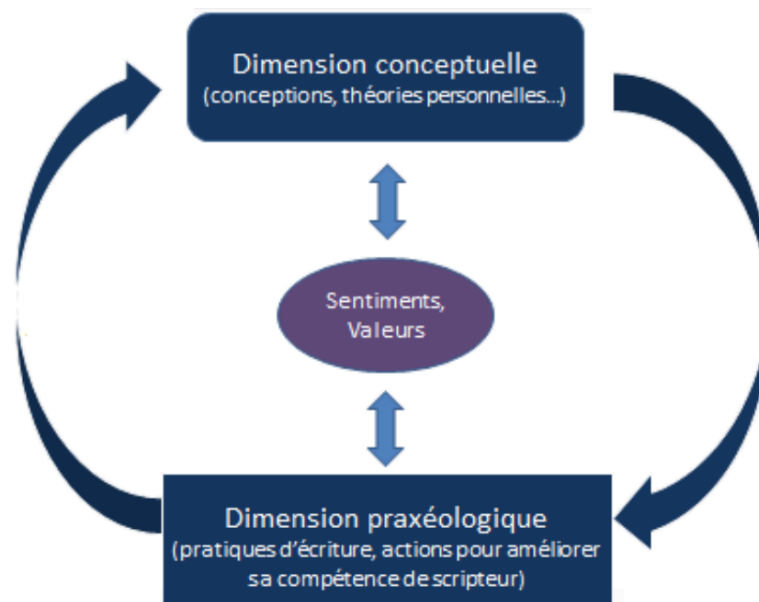 Dimension conceptuelle
(conceptions, théories personnelles...)
Sentiments,
Valeurs
Dimension praxéologique
(pratiques d'écriture, actions pour améliorer
sa compétence de scripteur)